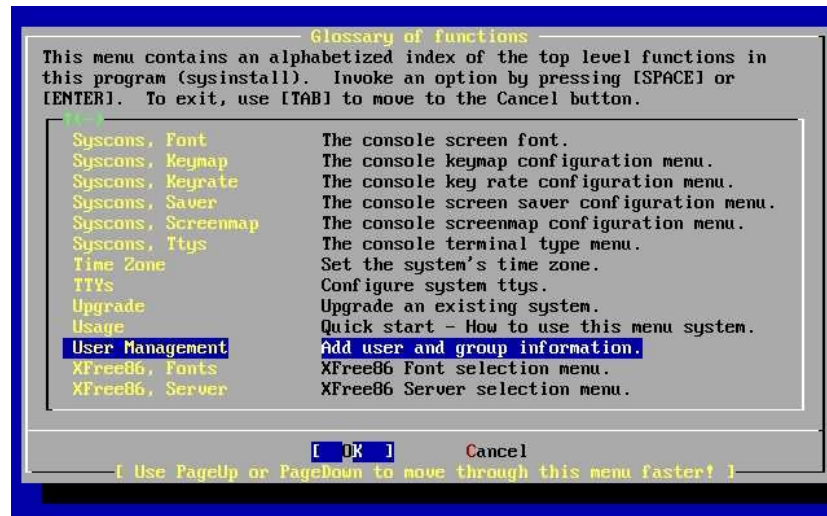 Glossary of functions
This menu contains an alphabetized index of the top level functions in
this program (sysinstall).  Invoke an option by pressing [SPACE] or
[ENTER].  To exit, use [TAB] to move to the Cancel button.
↑(-)
Syscons, Font The console screen font.
Syscons, Keymap The console keymap configuration menu.
Syscons, Keyrate The console key rate configuration menu.
Syscons, Saver The console screen saver configuration menu.
Syscons, Screenmap The console screenmap configuration menu.
Syscons, Ttys The console terminal type menu.
Time Zone Set the system's time zone.
TTYs Configure system ttys.
Upgrade Upgrade an existing system.
Usage Quick start - How to use this menu system.
User Management Add user and group information.
XFree86, Fonts XFree86 Font selection menu.
XFree86, Server XFree86 Server selection menu.
[ OK ] Cancel
[ Use PageUp or PageDown to move through this menu faster! ]